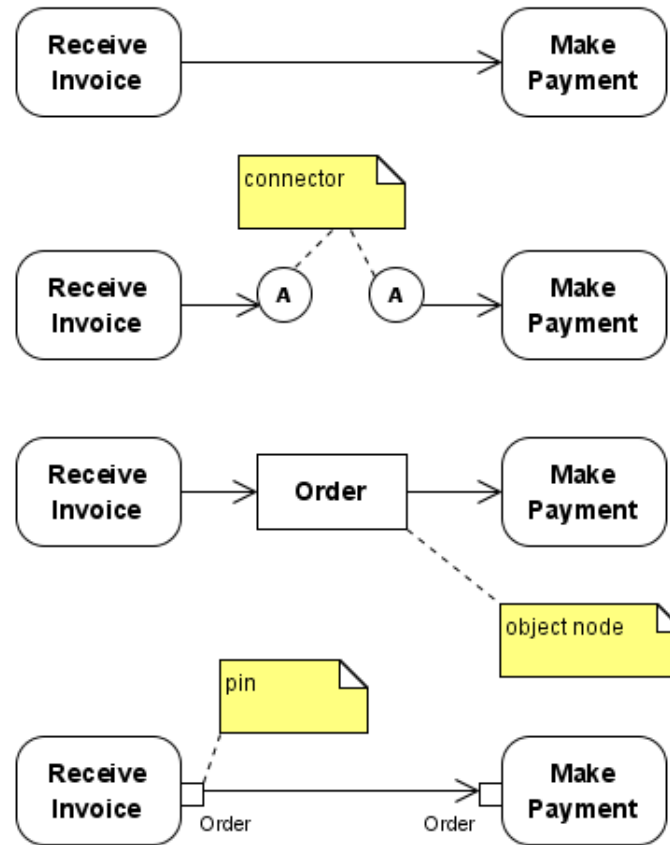 Receive
Invoice
Make
Payment
connector
Receive
Invoice
A
A
Make
Payment
Receive
Invoice
Order
Make
Payment
object node
pin
Receive
Invoice
Order
Order
Make
Payment